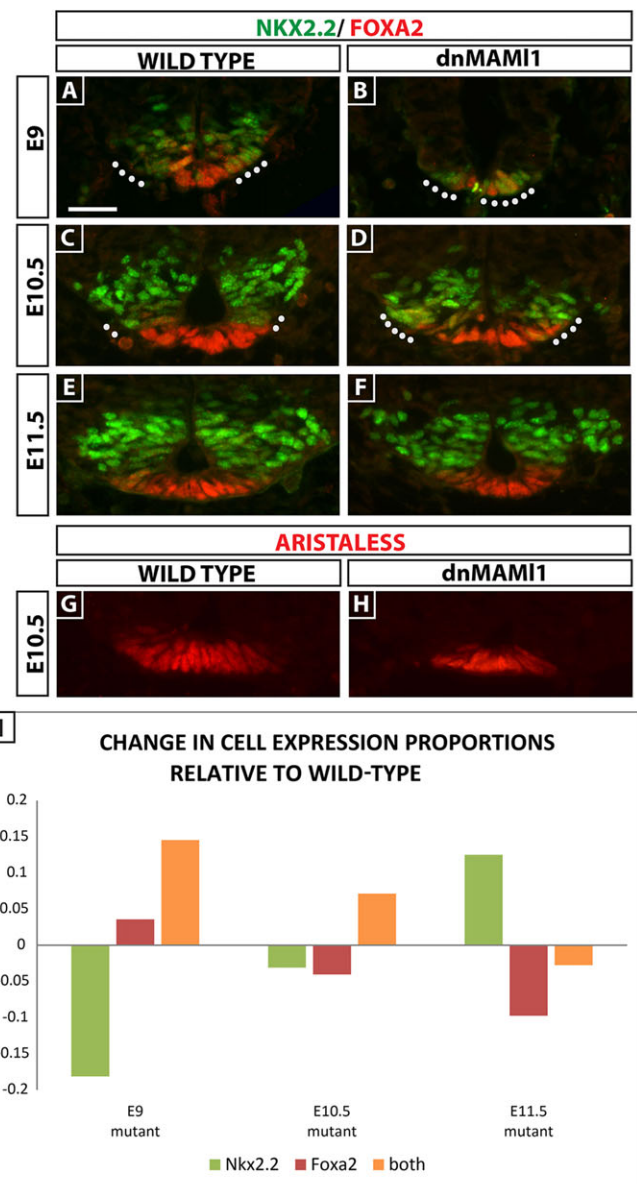 NKX2.2/ FOXA2
WILD TYPE
dnMAMl1
E9
A
B
E10.5
C
D
E11.5
E
F
ARISTALESS
WILD TYPE
dnMAMl1
E10.5
G
H
I
CHANGE IN CELL EXPRESSION PROPORTIONS
RELATIVE TO WILD-TYPE
0.2
0.15
0.1
0.05
0
0.05
-0.1
0.15
-0.2
E9
mutant
E10.5
mutant
E11.5
mutant
Nkx2.2
Foxa2
both